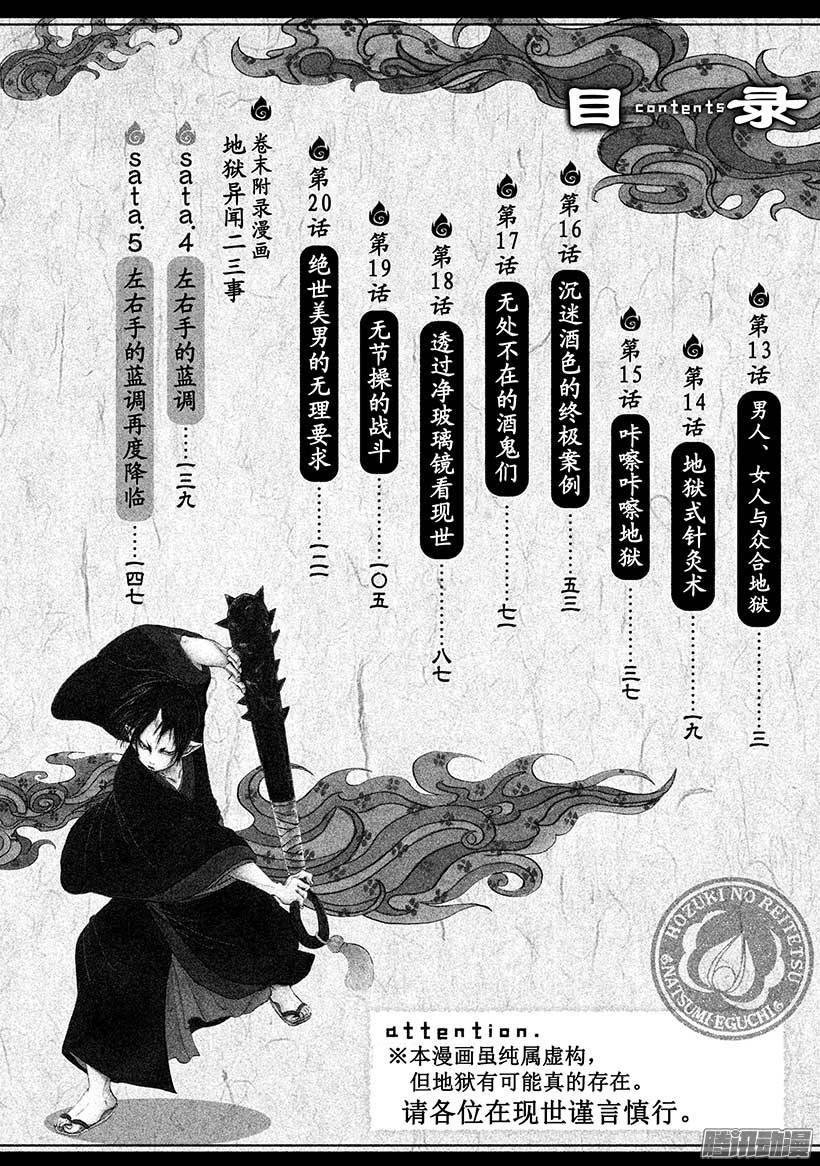 目 contents 录
第13话 男人、女人与众合地狱 ……… 三
第14话 地狱式针灸术 ……… 一九
第15话 咔嚓咔嚓地狱 ……… 三七
第16话 沉迷酒色的终极案例 ……… 五三
第17话 无处不在的酒鬼们 ……… 七一
第18话 透过净玻璃镜看现世 ……… 八七
第19话 无节操的战斗 ……… 一〇五
第20话 绝世美男的无理要求 ……… 一二一
卷末附录漫画
地狱异闻二三事
sata.4 左右手的蓝调 ……… 一三九
sata.5 左右手的蓝调再度降临 ……… 一四七
HOZUKI NO REITETSU
NATSUMI EGUCHI
attention.
※本漫画虽纯属虚构，
但地狱有可能真的存在。
请各位在现世谨言慎行。
腾讯动漫